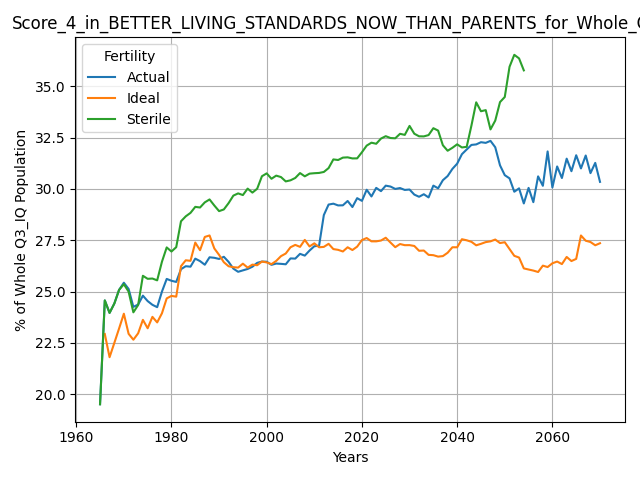 Score_4_in_BETTER_LIVING_STANDARDS_NOW_THAN_PARENTS_for_Whole_
Fertility
Actual
Ideal
Sterile
35.0
32.5
30.0
27.5
25.0
22.5
20.0
% of Whole Q3_IQ Population
1960
1980
2000
2020
2040
2060
Years